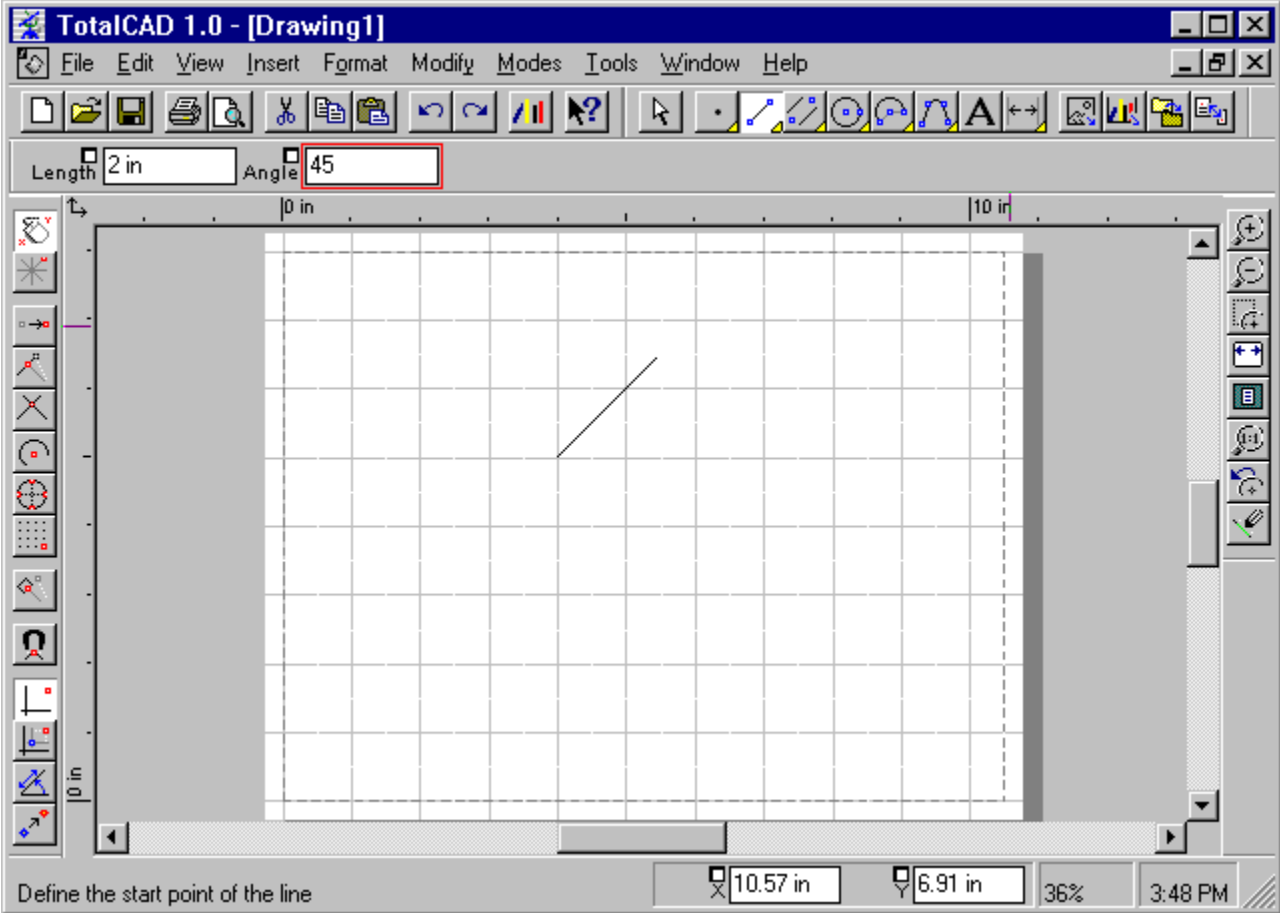 TotalCAD 1.0 - [Drawing1]
File Edit View Insert Format Modify Modes Tools Window Help
A
Length 2 in Angle 45
0 in 10 in
1:1
0 in
Define the start point of the line X 10.57 in Y 6.91 in 36% 3:48 PM